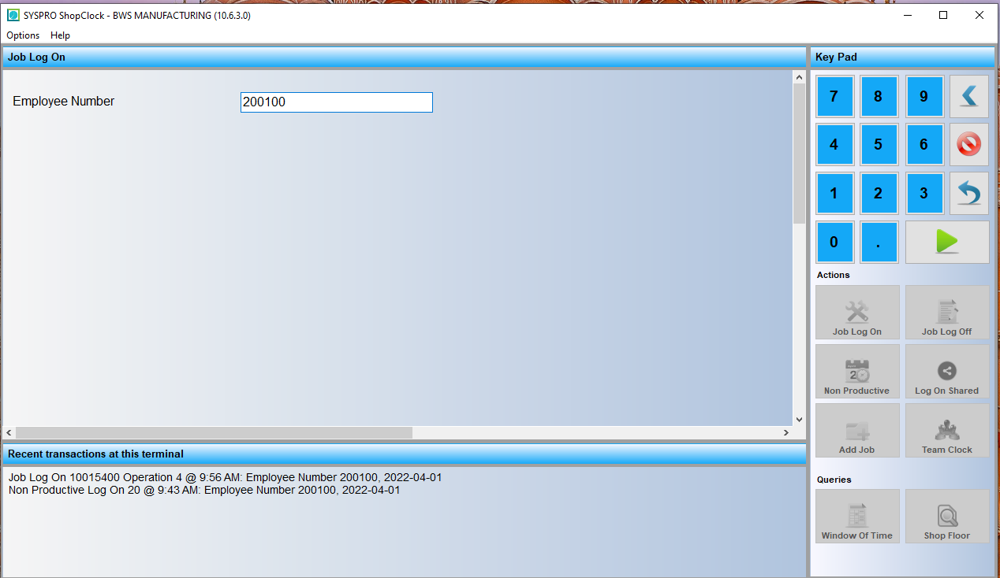 SYSPRO ShopClock - BWS MANUFACTURING (10.6.3.0)
Options Help
Job Log On
Employee Number 200100
Recent transactions at this terminal
Job Log On 10015400 Operation 4 @ 9:56 AM: Employee Number 200100, 2022-04-01
Non Productive Log On 20 @ 9:43 AM: Employee Number 200100, 2022-04-01
Key Pad
7 8 9
4 5 6
1 2 3
0 .
Actions
Job Log On Job Log Off
Non Productive Log On Shared
Add Job Team Clock
Queries
Window Of Time Shop Floor